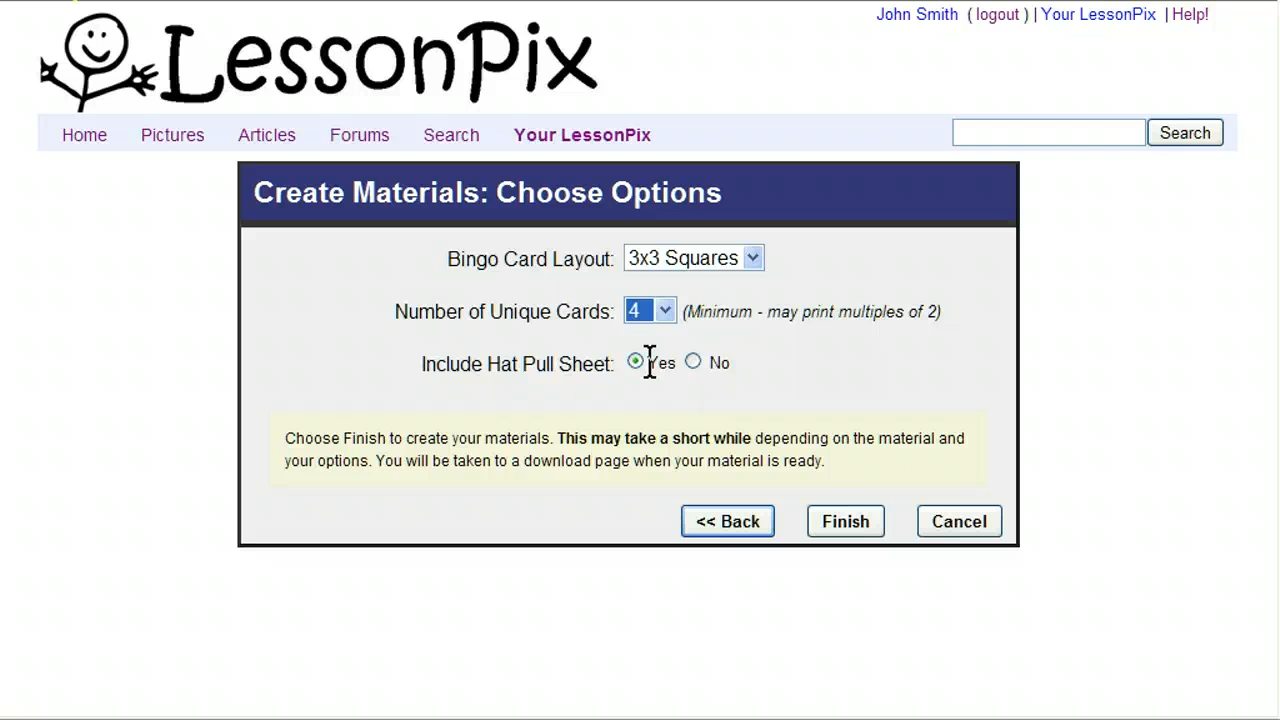 John Smith ( logout ) | Your LessonPix | Help!
LessonPix
Home Pictures Articles Forums Search Your LessonPix Search
Create Materials: Choose Options
Bingo Card Layout: 3x3 Squares
Number of Unique Cards: 4 (Minimum - may print multiples of 2)
Include Hat Pull Sheet: Yes No
Choose Finish to create your materials. This may take a short while depending on the material and
your options. You will be taken to a download page when your material is ready.
<< Back Finish Cancel